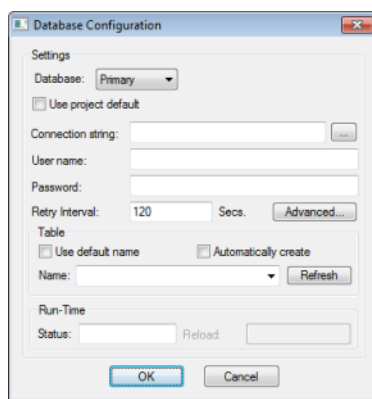 Database Configuration
Settings
Database: Primary
Use project default
Connection string: ...
User name:
Password:
Retry Interval: 120 Secs. Advanced...
Table
Use default name Automatically create
Name: Refresh
Run-Time
Status: Reload:
OK Cancel